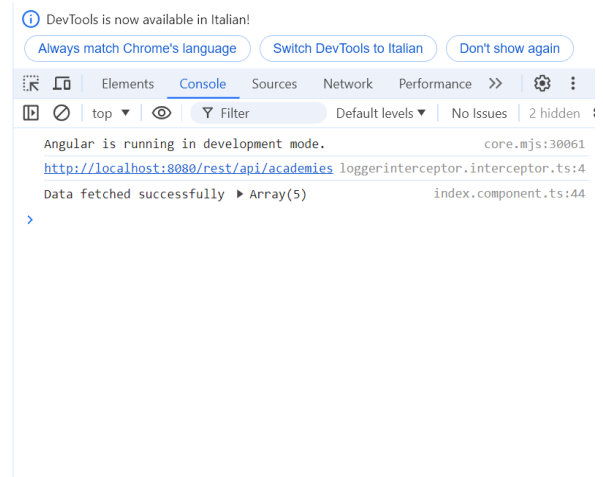 DevTools is now available in Italian!
Always match Chrome's language Switch DevTools to Italian Don't show again
Elements Console Sources Network Performance
top Filter Default levels No Issues 2 hidden
Angular is running in development mode. core.mjs:30061
http://localhost:8080/rest/api/academies loggerinterceptor.interceptor.ts:4
Data fetched successfully Array(5) index.component.ts:44